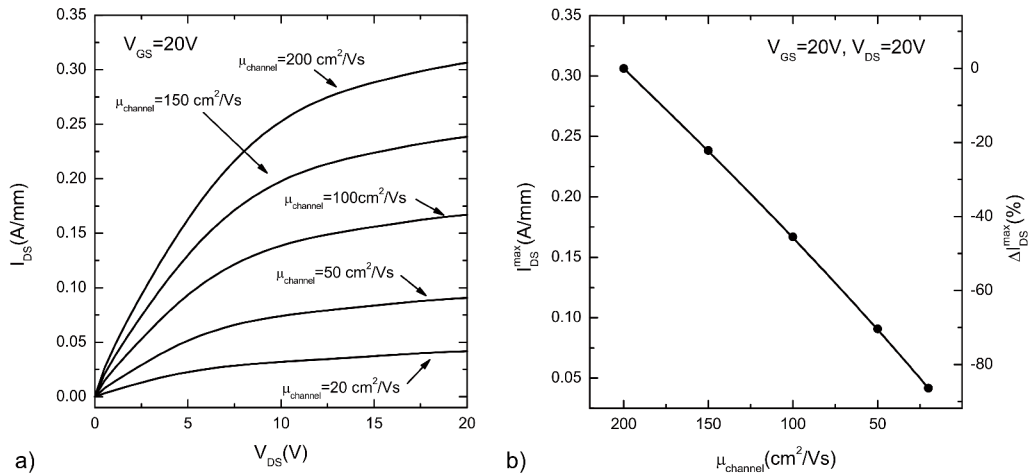 V_GS=20V
μ_channel=200 cm²/Vs
μ_channel=150 cm²/Vs
μ_channel=100cm²/Vs
μ_channel=50 cm²/Vs
μ_channel=20 cm²/Vs
0.35
0.30
0.25
0.20
0.15
0.10
0.05
0.00
I_DS(A/mm)
0 5 10 15 20
V_DS(V)
a)
V_GS=20V, V_DS=20V
0.35
0.30
0.25
0.20
0.15
0.10
0.05
I_DS^max(A/mm)
0
-20
-40
-60
-80
ΔI_DS^max(%)
200 150 100 50
μ_channel(cm²/Vs)
b)